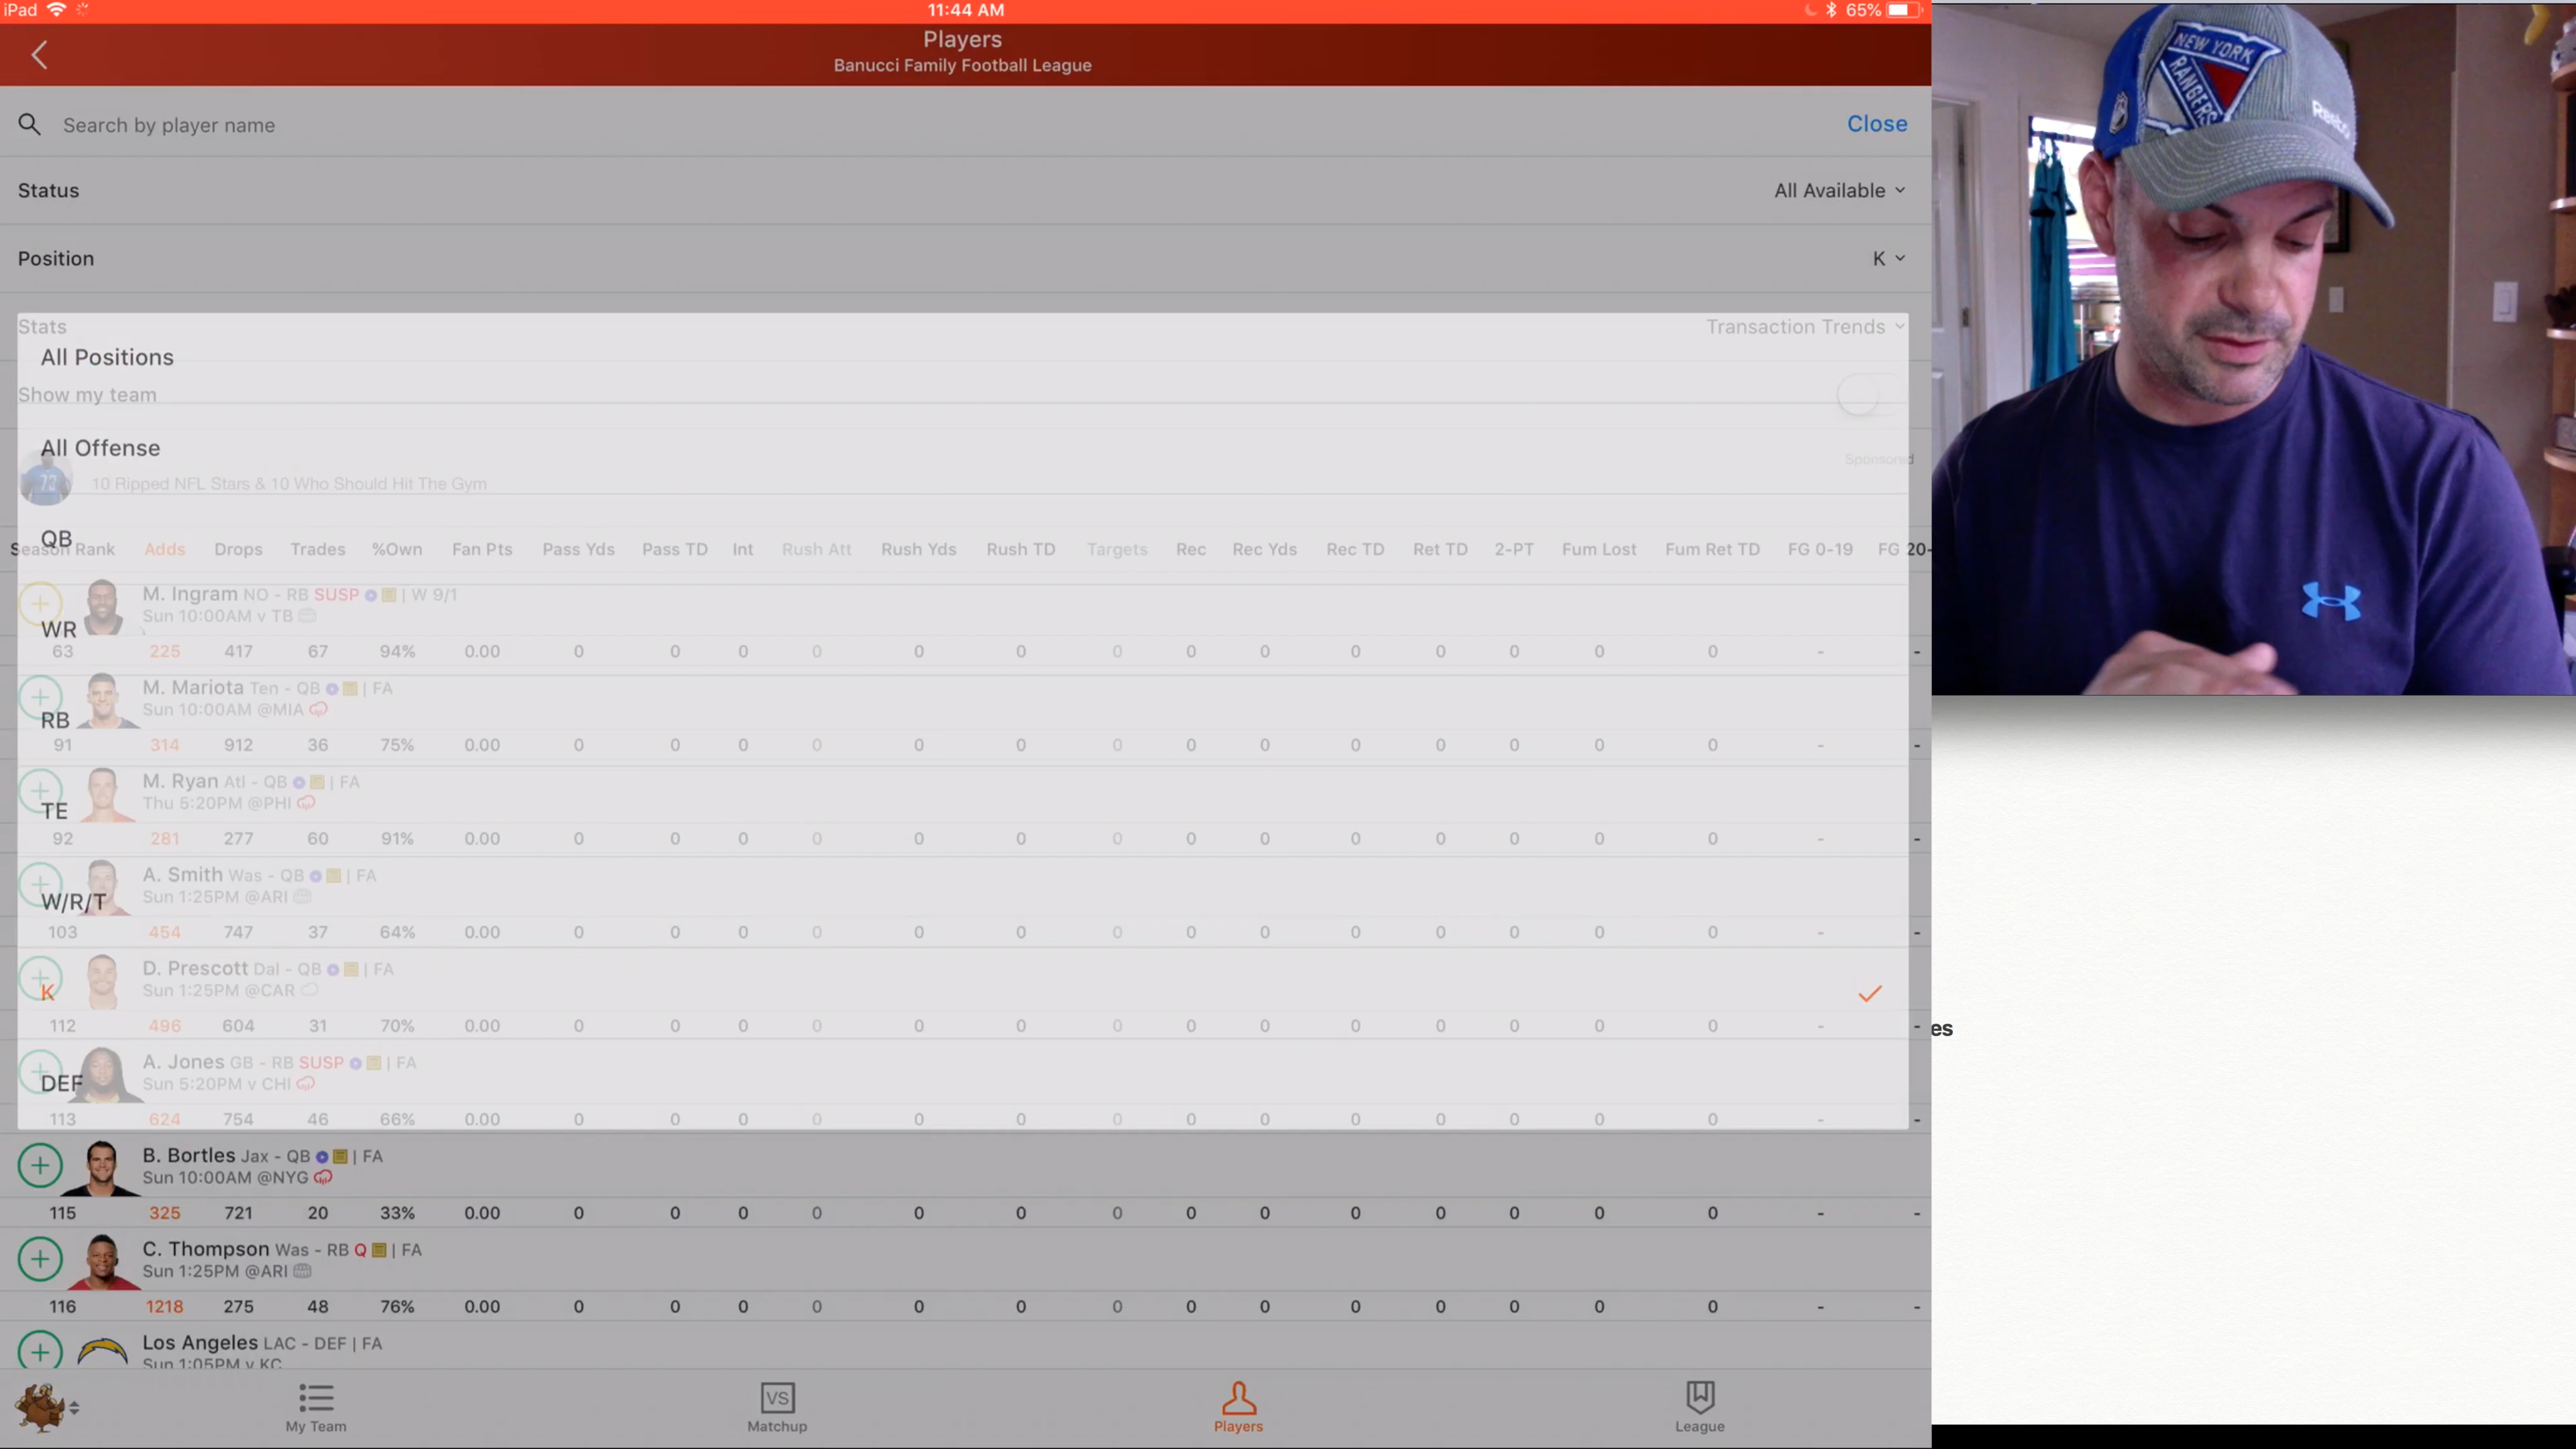 iPad 11:44 AM 65%
Players
Banucci Family Football League
Search by player name Close
Status All Available
Position K
Stats Transaction Trends
All Positions
Show my team
All Offense
Sponsored
10 Ripped NFL Stars & 10 Who Should Hit The Gym
QB
Season Rank Adds Drops Trades %Own Fan Pts Pass Yds Pass TD Int Rush Att Rush Yds Rush TD Targets Rec Rec Yds Rec TD Ret TD 2-PT Fum Lost Fum Ret TD FG 0-19 FG 20-
M. Ingram NO - RB SUSP | W 9/1
Sun 10:00AM v TB
WR
63 225 417 67 94% 0.00 0 0 0 0 0 0 0 0 0 0 0 0 0 0 - -
M. Mariota Ten - QB | FA
Sun 10:00AM @MIA
RB
91 314 912 36 75% 0.00 0 0 0 0 0 0 0 0 0 0 0 0 0 0 - -
M. Ryan Atl - QB | FA
Thu 5:20PM @PHI
TE
92 281 277 60 91% 0.00 0 0 0 0 0 0 0 0 0 0 0 0 0 0 - -
A. Smith Was - QB | FA
Sun 1:25PM @ARI
W/R/T
103 454 747 37 64% 0.00 0 0 0 0 0 0 0 0 0 0 0 0 0 0 - -
D. Prescott Dal - QB | FA
Sun 1:25PM @CAR
K
112 496 604 31 70% 0.00 0 0 0 0 0 0 0 0 0 0 0 0 0 0 - -
A. Jones GB - RB SUSP | FA
Sun 5:20PM v CHI
DEF
113 624 754 46 66% 0.00 0 0 0 0 0 0 0 0 0 0 0 0 0 0 - -
B. Bortles Jax - QB | FA
Sun 10:00AM @NYG
115 325 721 20 33% 0.00 0 0 0 0 0 0 0 0 0 0 0 0 0 0 - -
C. Thompson Was - RB Q | FA
Sun 1:25PM @ARI
116 1218 275 48 76% 0.00 0 0 0 0 0 0 0 0 0 0 0 0 0 0 - -
Los Angeles LAC - DEF | FA
Sun 1:05PM v KC
My Team
VS
Matchup
Players
League
NEW YORK
RANGERS
Reebok
73
es